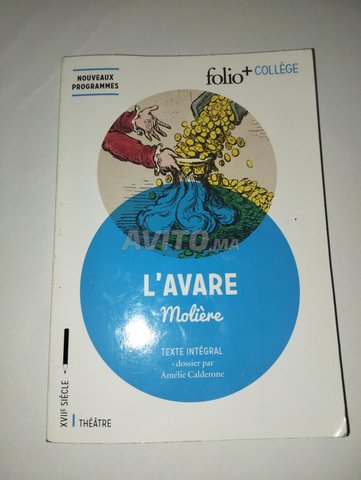 NOUVEAUX
PROGRAMMES
folio+ COLLÈGE
AVITO.MA
L'AVARE
Molière
TEXTE INTÉGRAL
+ dossier par
Amélie Calderone
XVIIE SIÈCLE
THÉÂTRE